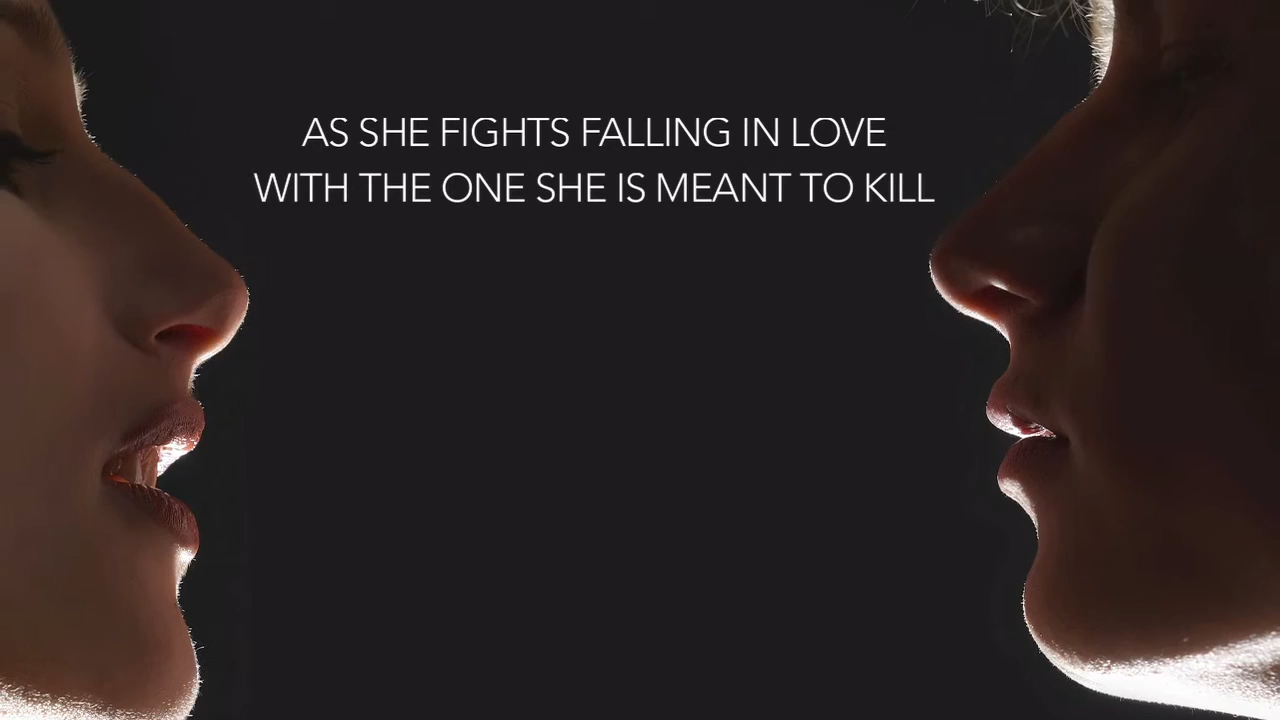 AS SHE FIGHTS FALLING IN LOVE
WITH THE ONE SHE IS MEANT TO KILL